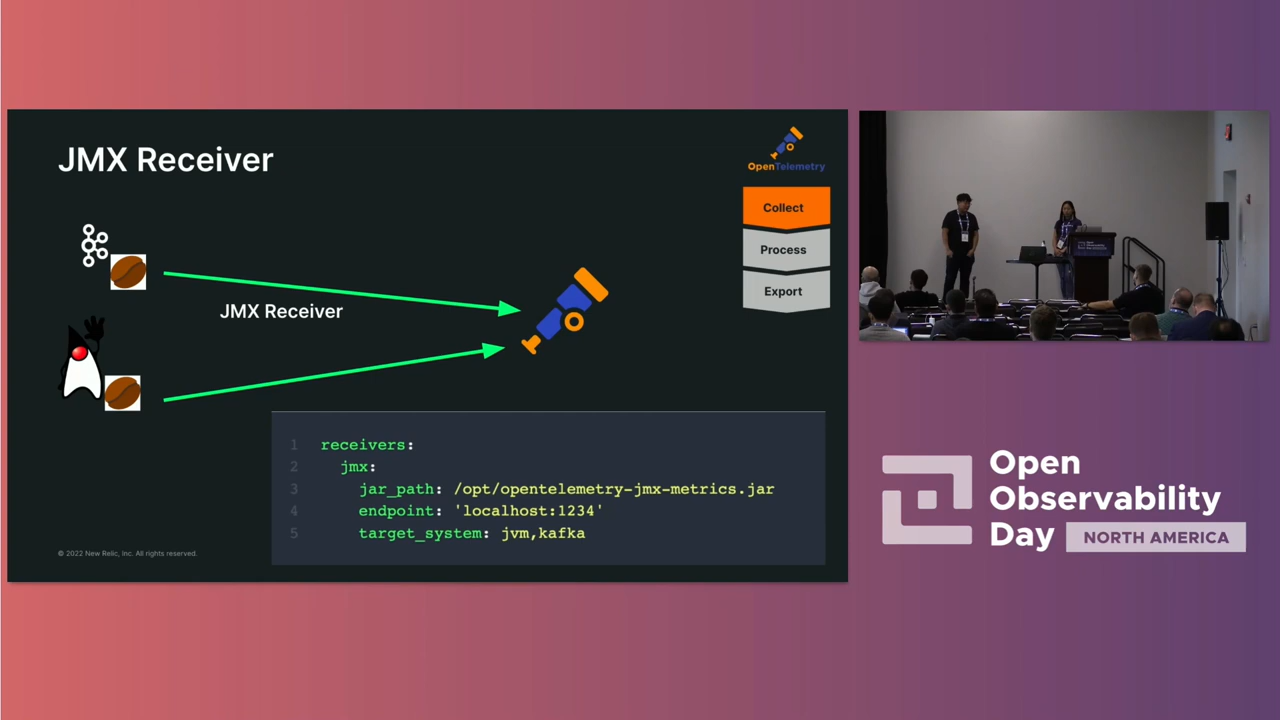 JMX Receiver
OpenTelemetry
Collect
Process
Export
JMX Receiver
1 receivers:
2 jmx:
3 jar_path: /opt/opentelemetry-jmx-metrics.jar
4 endpoint: 'localhost:1234'
5 target_system: jvm,kafka
© 2022 New Relic, Inc. All rights reserved.
Open
Observability
Day NORTH AMERICA